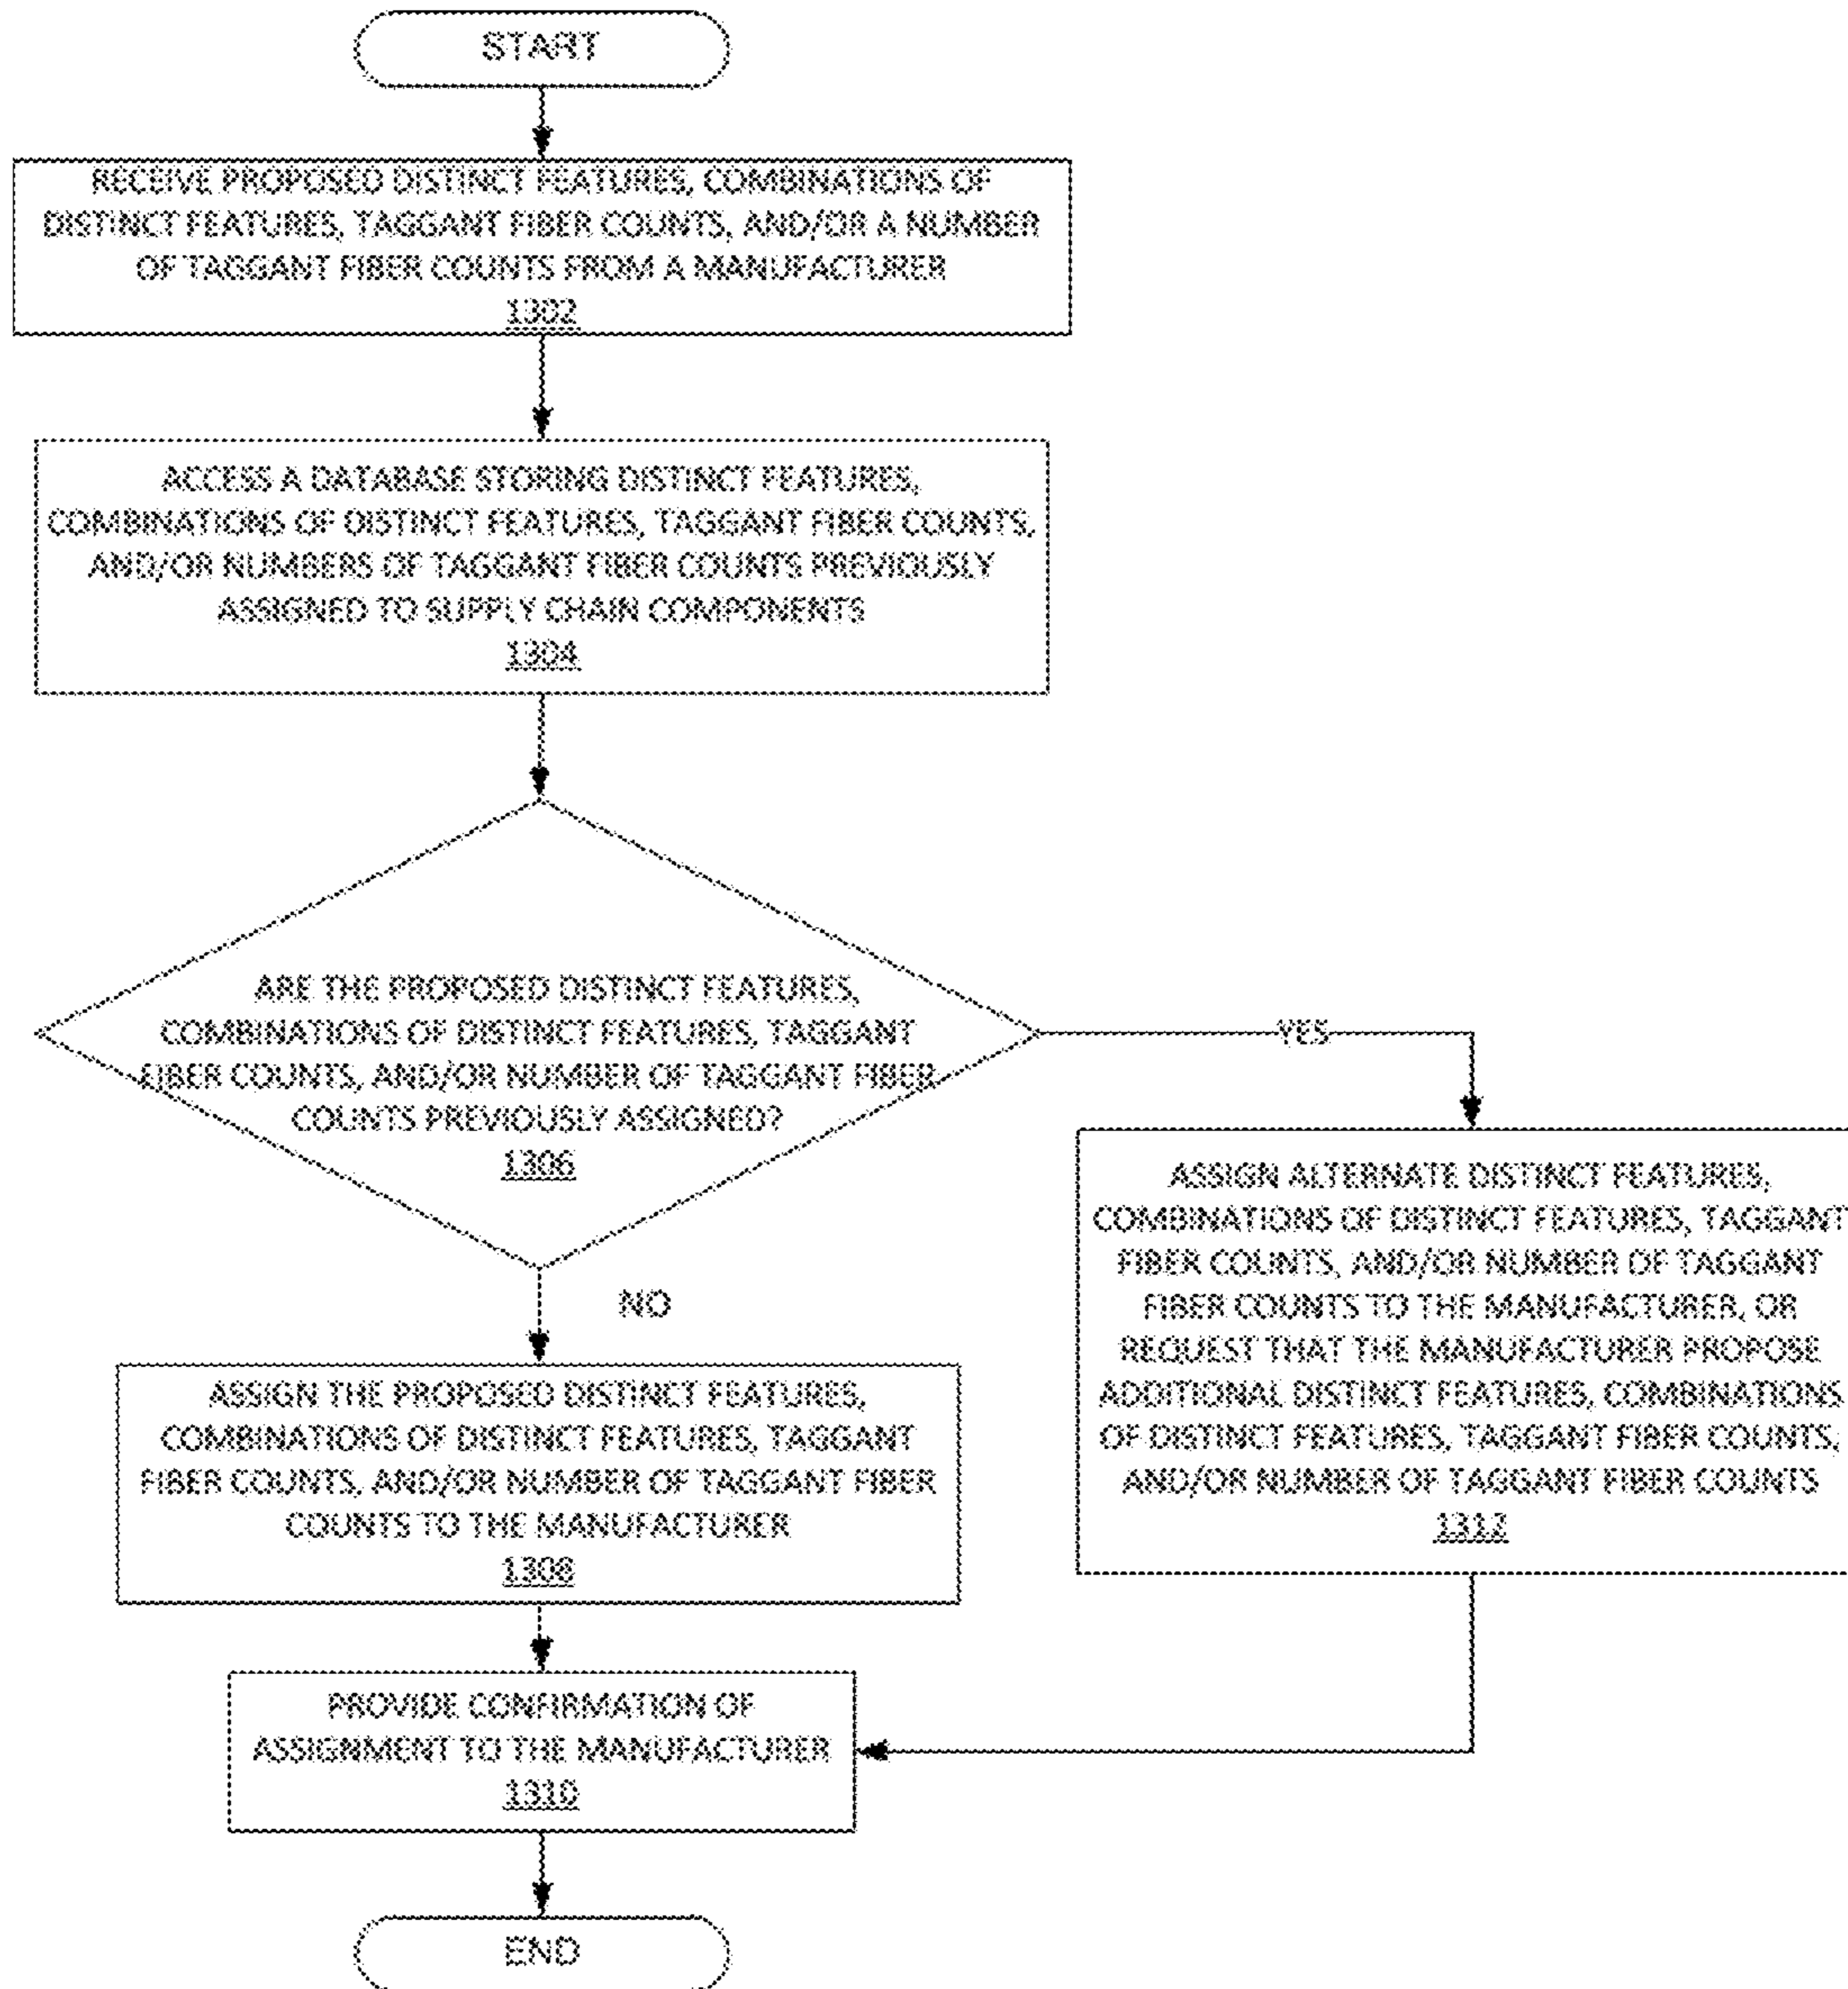 START
RECEIVE PROPOSED DISTINCT FEATURES, COMBINATIONS OF
DISTINCT FEATURES, TAGGANT FIBER COUNTS, AND/OR A NUMBER
OF TAGGANT FIBER COUNTS FROM A MANUFACTURER
1302
ACCESS A DATABASE STORING DISTINCT FEATURES,
COMBINATIONS OF DISTINCT FEATURES, TAGGANT FIBER COUNTS,
AND/OR NUMBERS OF TAGGANT FIBER COUNTS PREVIOUSLY
ASSIGNED TO SUPPLY CHAIN COMPONENTS
1304
ARE THE PROPOSED DISTINCT FEATURES,
COMBINATIONS OF DISTINCT FEATURES, TAGGANT
FIBER COUNTS, AND/OR NUMBER OF TAGGANT FIBER
COUNTS PREVIOUSLY ASSIGNED?
1306
YES
NO
ASSIGN ALTERNATE DISTINCT FEATURES,
COMBINATIONS OF DISTINCT FEATURES, TAGGANT
FIBER COUNTS, AND/OR NUMBER OF TAGGANT
FIBER COUNTS TO THE MANUFACTURER, OR
REQUEST THAT THE MANUFACTURER PROPOSE
ADDITIONAL DISTINCT FEATURES, COMBINATIONS
OF DISTINCT FEATURES, TAGGANT FIBER COUNTS,
AND/OR NUMBER OF TAGGANT FIBER COUNTS
1312
ASSIGN THE PROPOSED DISTINCT FEATURES,
COMBINATIONS OF DISTINCT FEATURES, TAGGANT
FIBER COUNTS, AND/OR NUMBER OF TAGGANT FIBER
COUNTS TO THE MANUFACTURER
1308
PROVIDE CONFIRMATION OF
ASSIGNMENT TO THE MANUFACTURER
1310
END